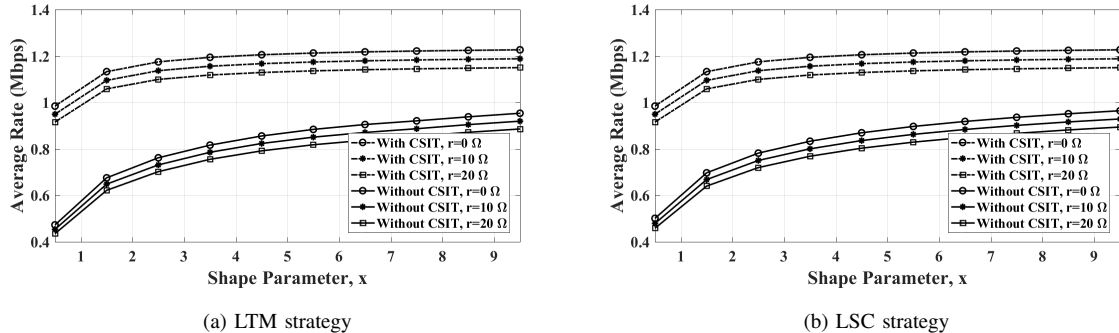 1.4
1.2
1
0.8
0.6
0.4
Average Rate (Mbps)
With CSIT, r=0 Ω
With CSIT, r=10 Ω
With CSIT, r=20 Ω
Without CSIT, r=0 Ω
Without CSIT, r=10 Ω
Without CSIT, r=20 Ω
1 2 3 4 5 6 7 8 9
Shape Parameter, x
(a) LTM strategy
1.4
1.2
1
0.8
0.6
0.4
Average Rate (Mbps)
With CSIT, r=0 Ω
With CSIT, r=10 Ω
With CSIT, r=20 Ω
Without CSIT, r=0 Ω
Without CSIT, r=10 Ω
Without CSIT, r=20 Ω
1 2 3 4 5 6 7 8 9
Shape Parameter, x
(b) LSC strategy